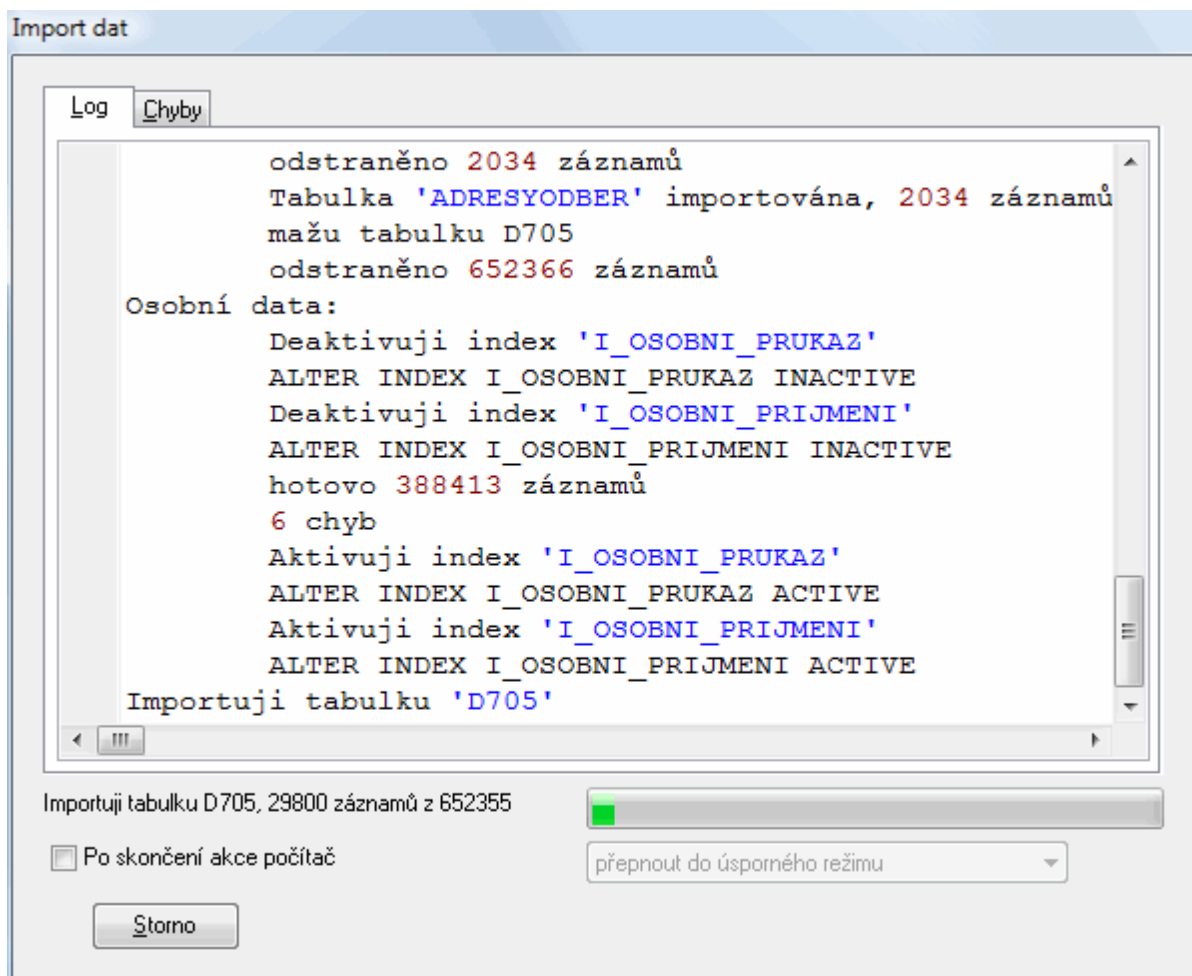 Import dat
Log Chyby
odstraněno 2034 záznamů
Tabulka 'ADRESYODBER' importována, 2034 záznamů
mažu tabulku D705
odstraněno 652366 záznamů
Osobní data:
Deaktivuji index 'I_OSOBNI_PRUKAZ'
ALTER INDEX I_OSOBNI_PRUKAZ INACTIVE
Deaktivuji index 'I_OSOBNI_PRIJMENI'
ALTER INDEX I_OSOBNI_PRIJMENI INACTIVE
hotovo 388413 záznamů
6 chyb
Aktivuji index 'I_OSOBNI_PRUKAZ'
ALTER INDEX I_OSOBNI_PRUKAZ ACTIVE
Aktivuji index 'I_OSOBNI_PRIJMENI'
ALTER INDEX I_OSOBNI_PRIJMENI ACTIVE
Importuji tabulku 'D705'
Importuji tabulku D705, 29800 záznamů z 652355
Po skončení akce počítač
přepnout do úsporného režimu
Storno